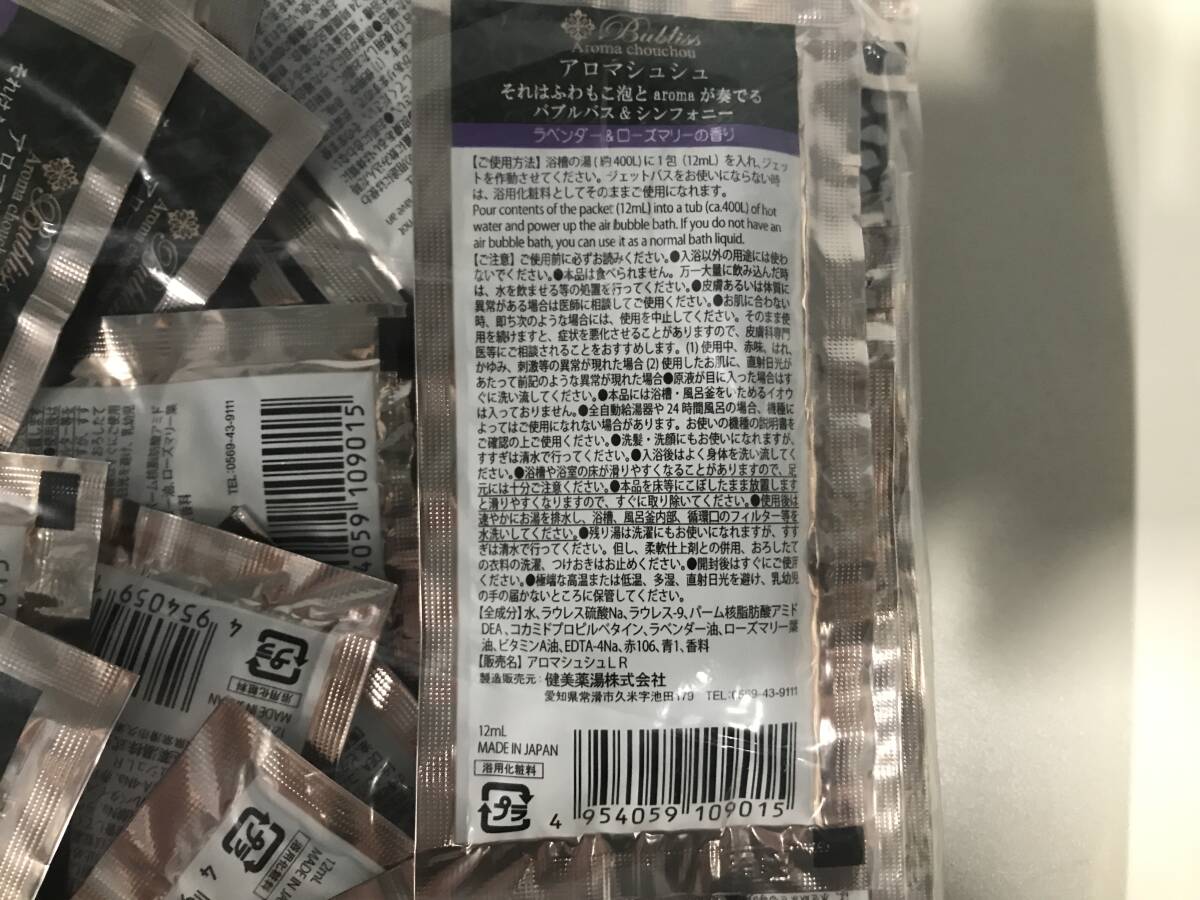 Bubliss
Aroma chouchou
アロマシュシュ
それはふわもこ泡と aroma が奏でる
バブルバス＆シンフォニー
ラベンダー＆ローズマリーの香り
【ご使用方法】浴槽の湯(約400L)に1包(12mL)を入れ、ジェッ
トを作動させてください。ジェットバスをお使いにならない時
は、浴用化粧料としてそのままご使用になれます。
Pour contents of the packet (12mL) into a tub (ca.400L) of hot
water and power up the air bubble bath. If you do not have an
air bubble bath, you can use it as a normal bath liquid.
【ご注意】ご使用前に必ずお読みください。●入浴以外の用途には使わ
ないでください。●本品は食べられません。万一大量に飲み込んだ時
は、水を飲ませる等の処置を行ってください。●皮膚あるいは体質に
異常がある場合は医師に相談してご使用ください。●お肌に合わない
時、即ち次のような場合には、使用を中止してください。そのまま使
用を続けますと、症状を悪化させることがありますので、皮膚科専門
医等にご相談されることをおすすめします。(1)使用中、赤味、はれ、
かゆみ、刺激等の異常が現れた場合(2)使用したお肌に、直射日光が
あたって前記のような異常が現れた場合●原液が目に入った場合はす
ぐに洗い流してください。●本品には浴槽・風呂釜をいためるイオウ
は入っておりません。●全自動給湯器や24時間風呂の場合、機種に
よってはご使用になれない場合があります。お使いの機種の説明書を
ご確認の上ご使用ください。●洗髪・洗顔にもお使いになれますが、
すすぎは清水で行ってください。●入浴後はよく身体を洗い流してく
ださい。●浴槽や浴室の床が滑りやすくなることがありますので、足
元には十分ご注意ください。●本品を床等にこぼしたまま放置します
と滑りやすくなりますので、すぐに取り除いてください。●使用後は
速やかにお湯を排水し、浴槽、風呂釜内部、循環口のフィルター等を
水洗いしてください。●残り湯は洗濯にもお使いになれますが、すす
ぎは清水で行ってください。但し、柔軟仕上剤との併用、おろしたて
の衣料の洗濯、つけおきはお止めください。●開封後はすぐにご使用
ください。●極端な高温または低温、多湿、直射日光を避け、乳幼児
の手の届かないところに保管してください。
【全成分】水、ラウレス硫酸Na、ラウレス-9、パーム核脂肪酸アミド
DEA、コカミドプロピルベタイン、ラベンダー油、ローズマリー葉
油、ビタミンA油、EDTA-4Na、赤106、青1、香料
【販売名】アロマシュシュLR
製造販売元：健美薬湯株式会社
愛知県常滑市久米字池田179 TEL:0569-43-9111
12mL
MADE IN JAPAN
浴用化粧料
プラ
4 954059 109015
TEL:0569-43-9111
4059 109015
954059
4
プラ
浴用化粧料
プラ
浴用化粧料
12mL
4
Aroma
Bubliss